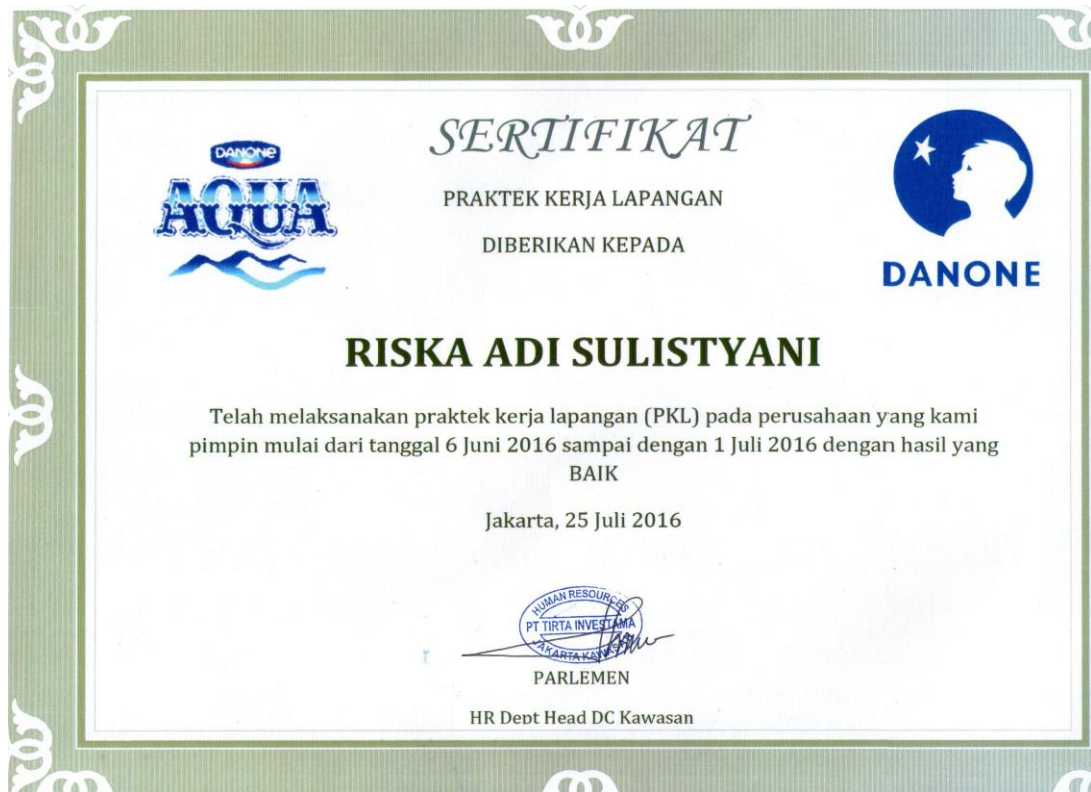 SERTIFIKAT
DANONE
AQUA
PRAKTEK KERJA LAPANGAN
DIBERIKAN KEPADA
DANONE
RISKA ADI SULISTYANI
Telah melaksanakan praktek kerja lapangan (PKL) pada perusahaan yang kami
pimpin mulai dari tanggal 6 Juni 2016 sampai dengan 1 Juli 2016 dengan hasil yang
BAIK
Jakarta, 25 Juli 2016
HUMAN RESOURCES
PT TIRTA INVESTAMA
JAKARTA KAWASAN
PARLEMEN
HR Dept Head DC Kawasan